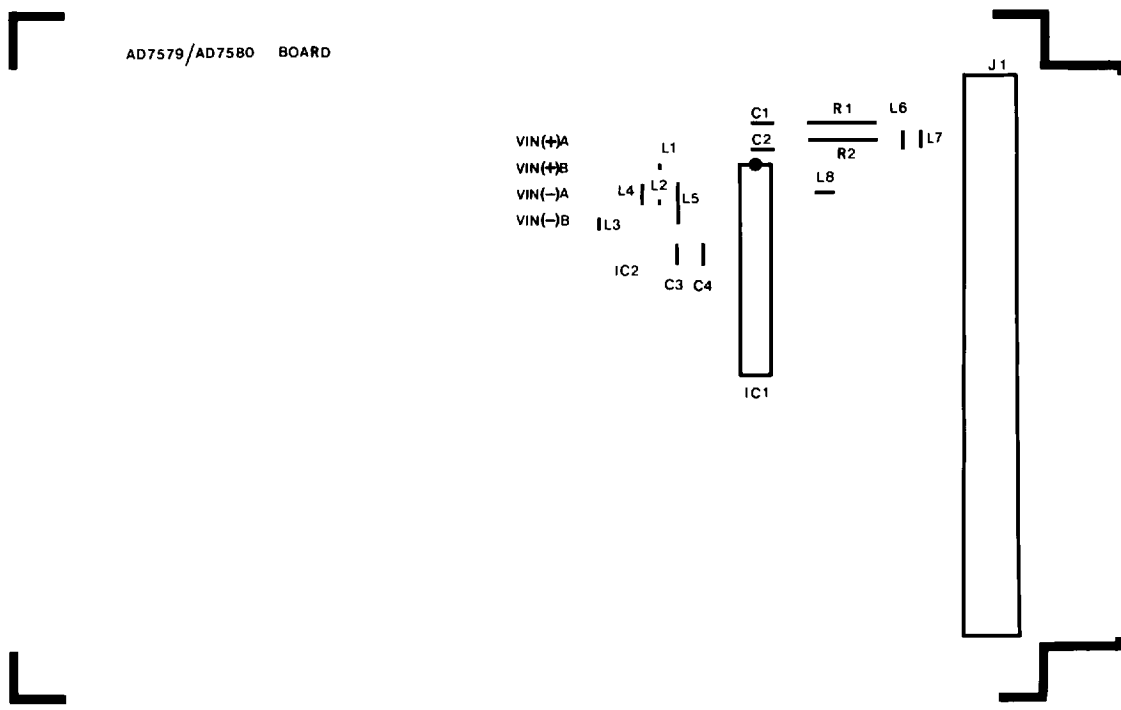 AD7579/AD7580 BOARD
J1
C1
R1
L6
VIN(+)A
C2
L7
L1
R2
VIN(+)B
L8
VIN(−)A
L4
L2
L5
VIN(−)B
L3
IC2
C3
C4
IC1